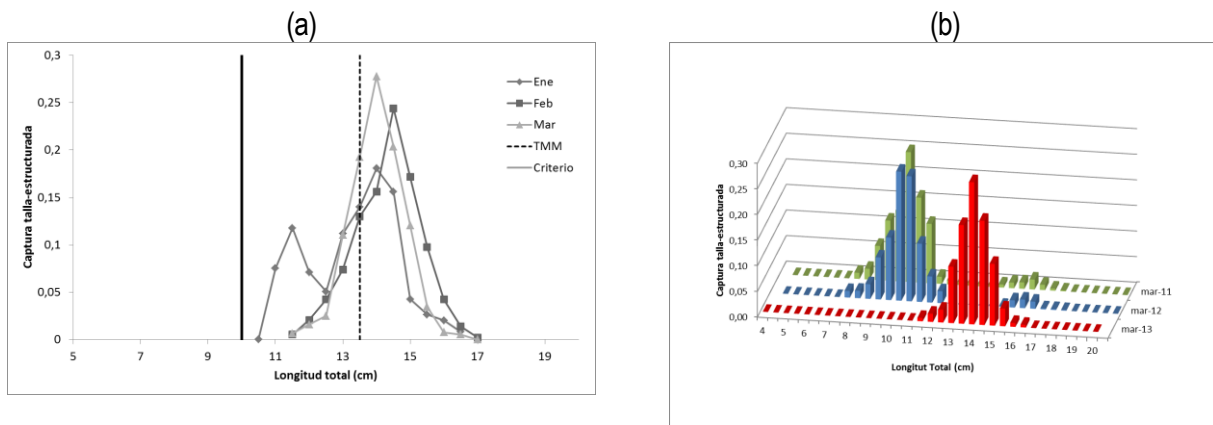 (a)
0,3
0,25
0,2
0,15
0,1
0,05
0
Captura talla-estructurada
5 7 9 11 13 15 17 19
Longitud total (cm)
Ene
Feb
Mar
TMM
Criterio
(b)
0,30
0,25
0,20
0,15
0,10
0,05
0,00
Captura talla-estructurada
4 5 6 7 8 9 10 11 12 13 14 15 16 17 18 19 20
Longitut Total (cm)
mar-11
mar-12
mar-13